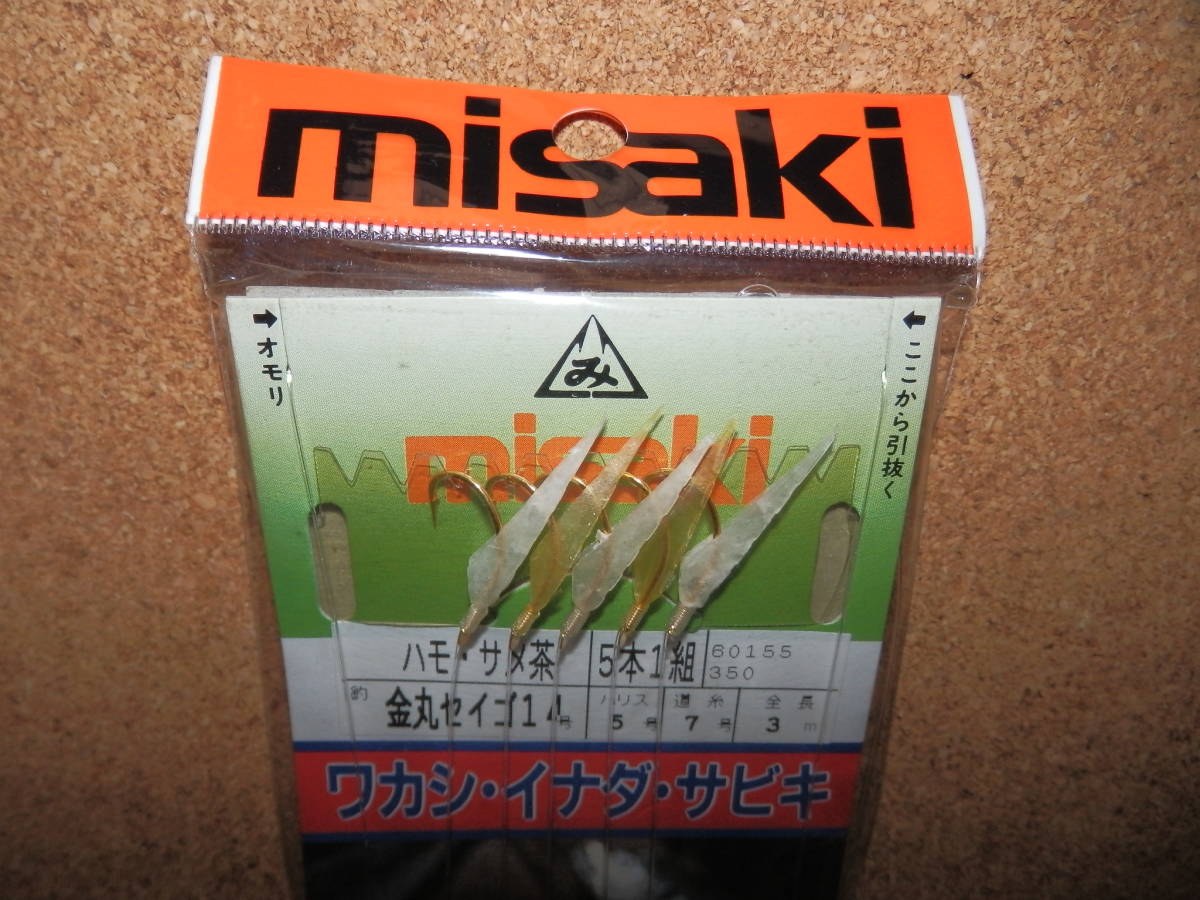 misaki
→オモリ
←ここから引抜く
み
misaki
ハモ・サメ茶 5本1組 60155
350
釣 金丸セイゴ14号 ハリス 5号 道糸 7号 全長 3m
ワカシ・イナダ・サビキ